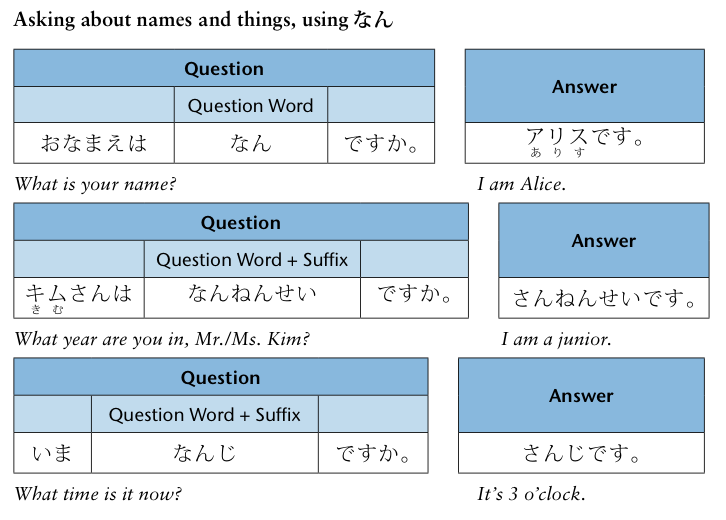 Asking about names and things, using なん
Question
Answer
Question Word
おなまえは なん ですか。
アリスです。
ありす
What is your name?
I am Alice.
Question
Answer
Question Word + Suffix
キムさんは なんねんせい ですか。
きむ
さんねんせいです。
What year are you in, Mr./Ms. Kim?
I am a junior.
Question
Answer
Question Word + Suffix
いま なんじ ですか。
さんじです。
What time is it now?
It's 3 o'clock.